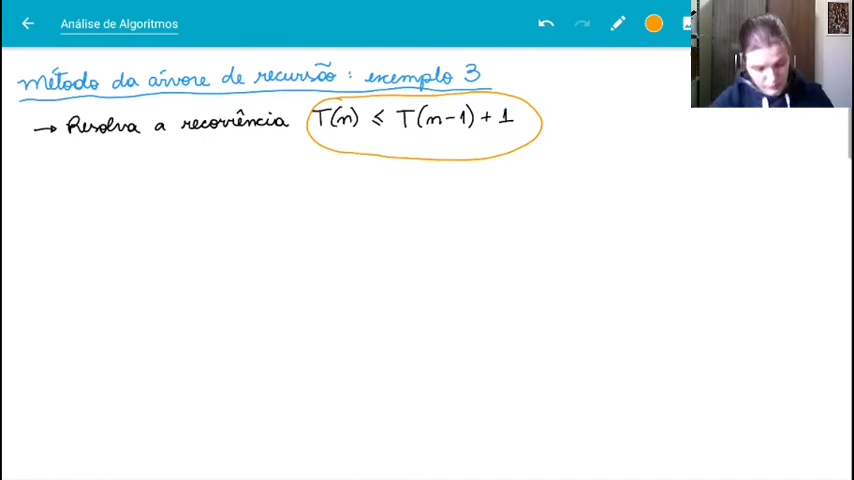 Análise de Algoritmos
método da árvore de recursão: exemplo 3
→ Resolva a recorrência T(n) ≤ T(n-1) + 1